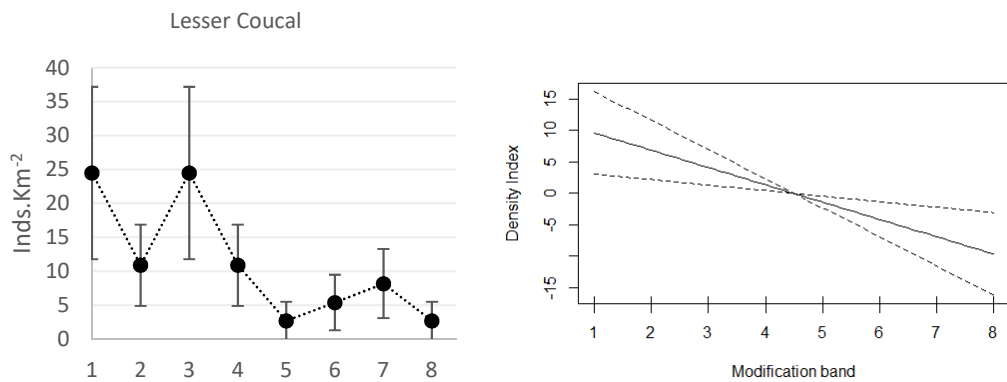 Lesser Coucal
40
35
30
25
20
15
10
5
0
Inds.Km-2
1 2 3 4 5 6 7 8
15
10
5
0
-5
-15
Density Index
1 2 3 4 5 6 7 8
Modification band